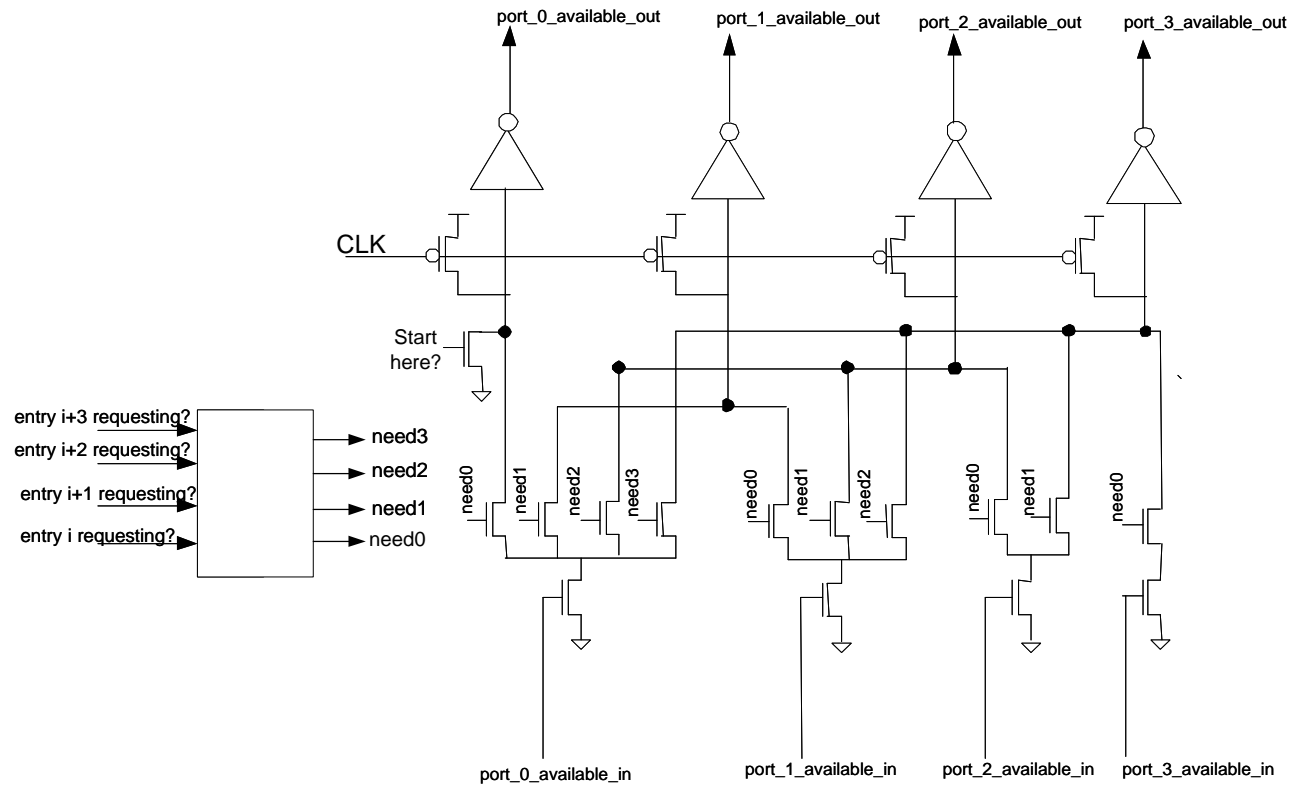 port_0_available_out
port_1_available_out
port_2_available_out
port_3_available_out
CLK
Start
here?
entry i+3 requesting?
entry i+2 requesting?
entry i+1 requesting?
entry i requesting?
need3
need2
need1
need0
need0
need1
need2
need3
need0
need1
need2
need0
need1
need0
port_0_available_in
port_1_available_in
port_2_available_in
port_3_available_in